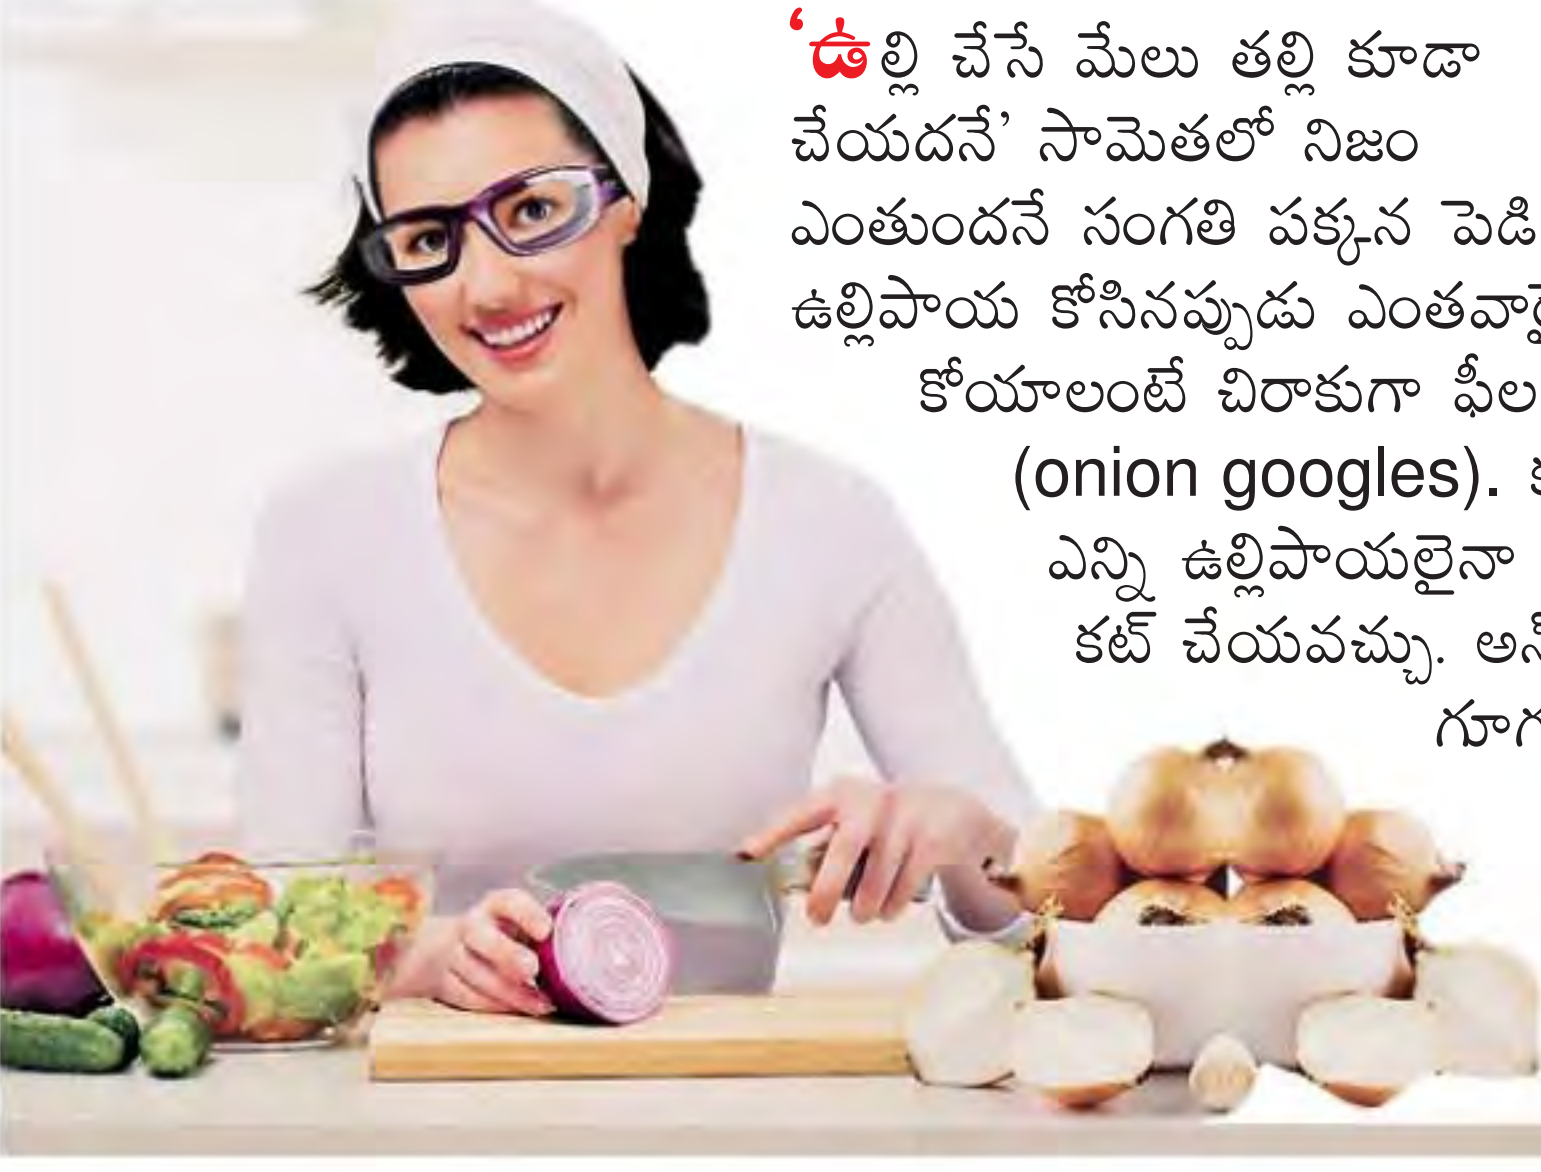 ‘ఉల్లి చేసే మేలు తల్లి కూడా
చేయదనే’ సామెతలో నిజం
ఎంతుందనే సంగతి పక్కన పెడి
ఉల్లిపాయ కోసినప్పుడు
కోయాలంటే చిరాకుగా ఫీల
(onion googles).
ఎన్ని ఉల్లిపాయలైనా
కట్ చేయవచ్చు.